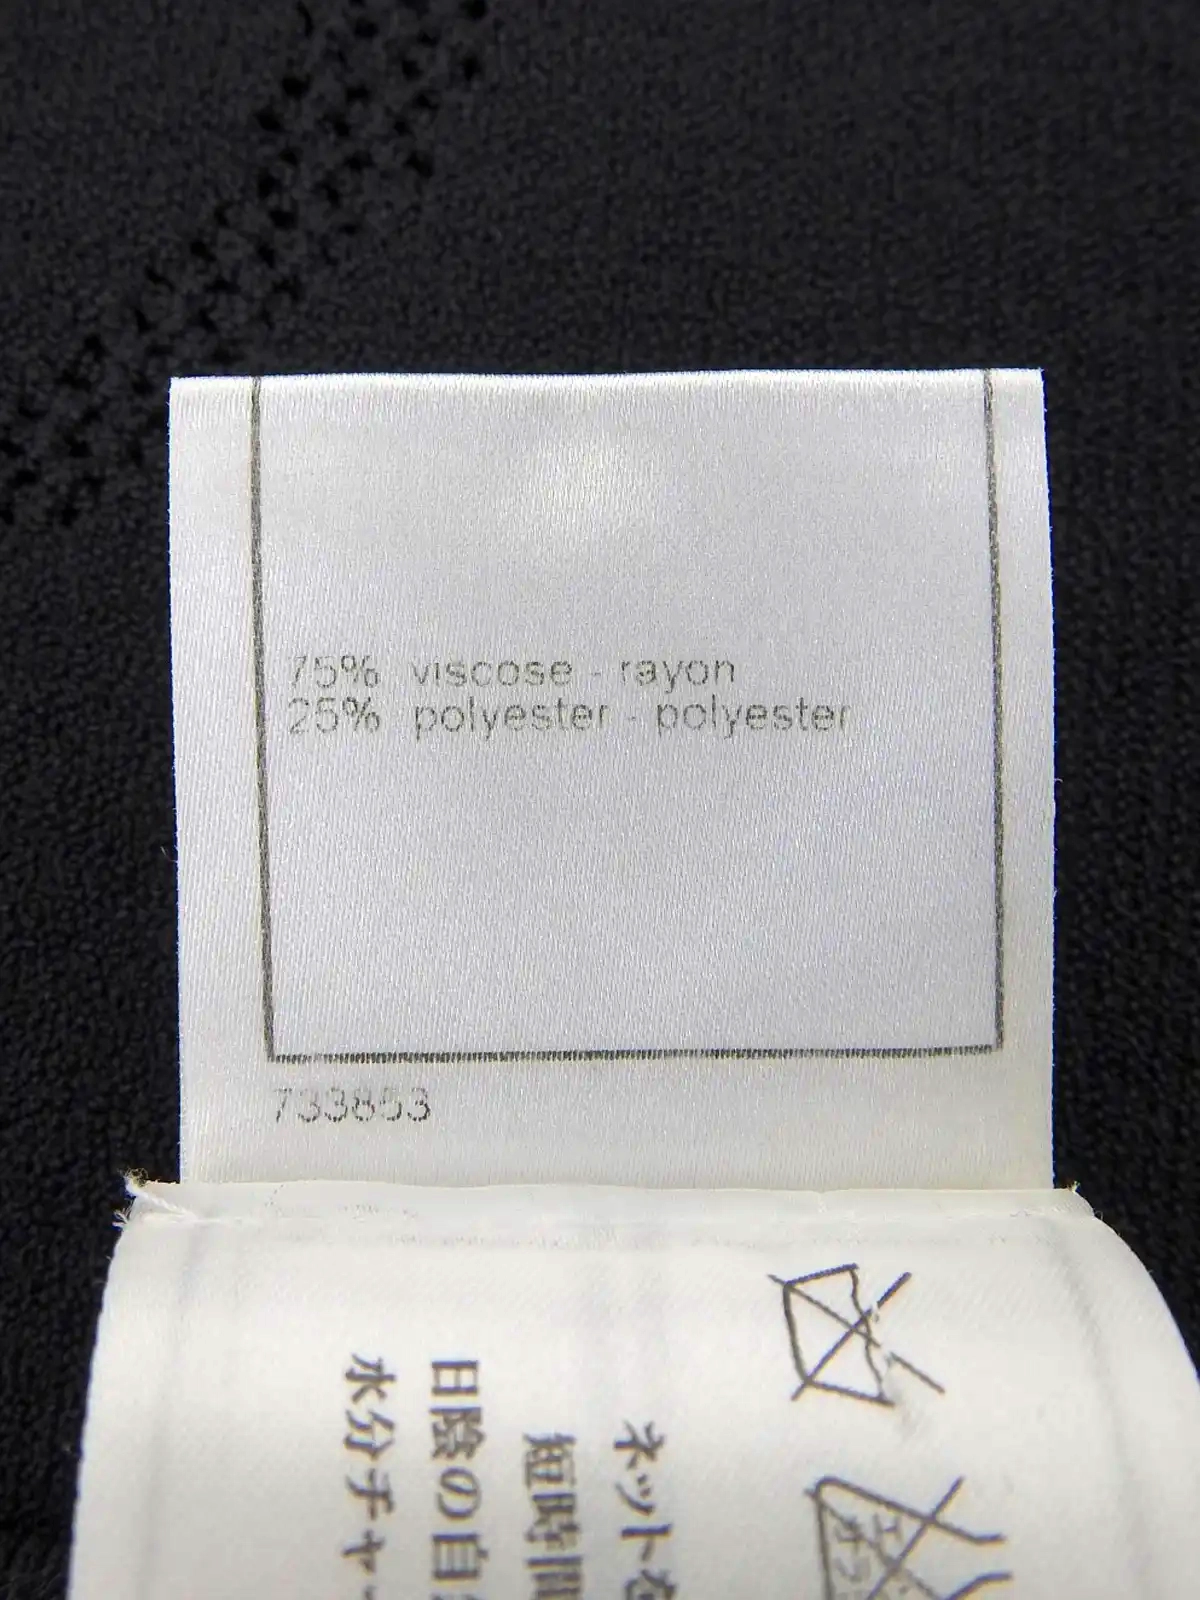 75% viscose - rayon
25% polyester - polyester
733853
ネットを
短時間
日陰の自
水分チャ